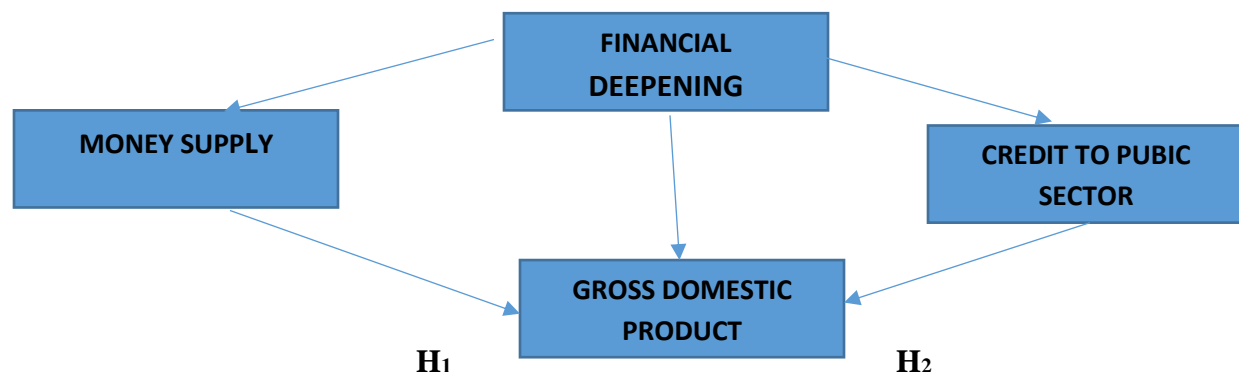 FINANCIAL
DEEPENING
MONEY SUPPLY
CREDIT TO PUBIC
SECTOR
GROSS DOMESTIC
PRODUCT
H1
H2